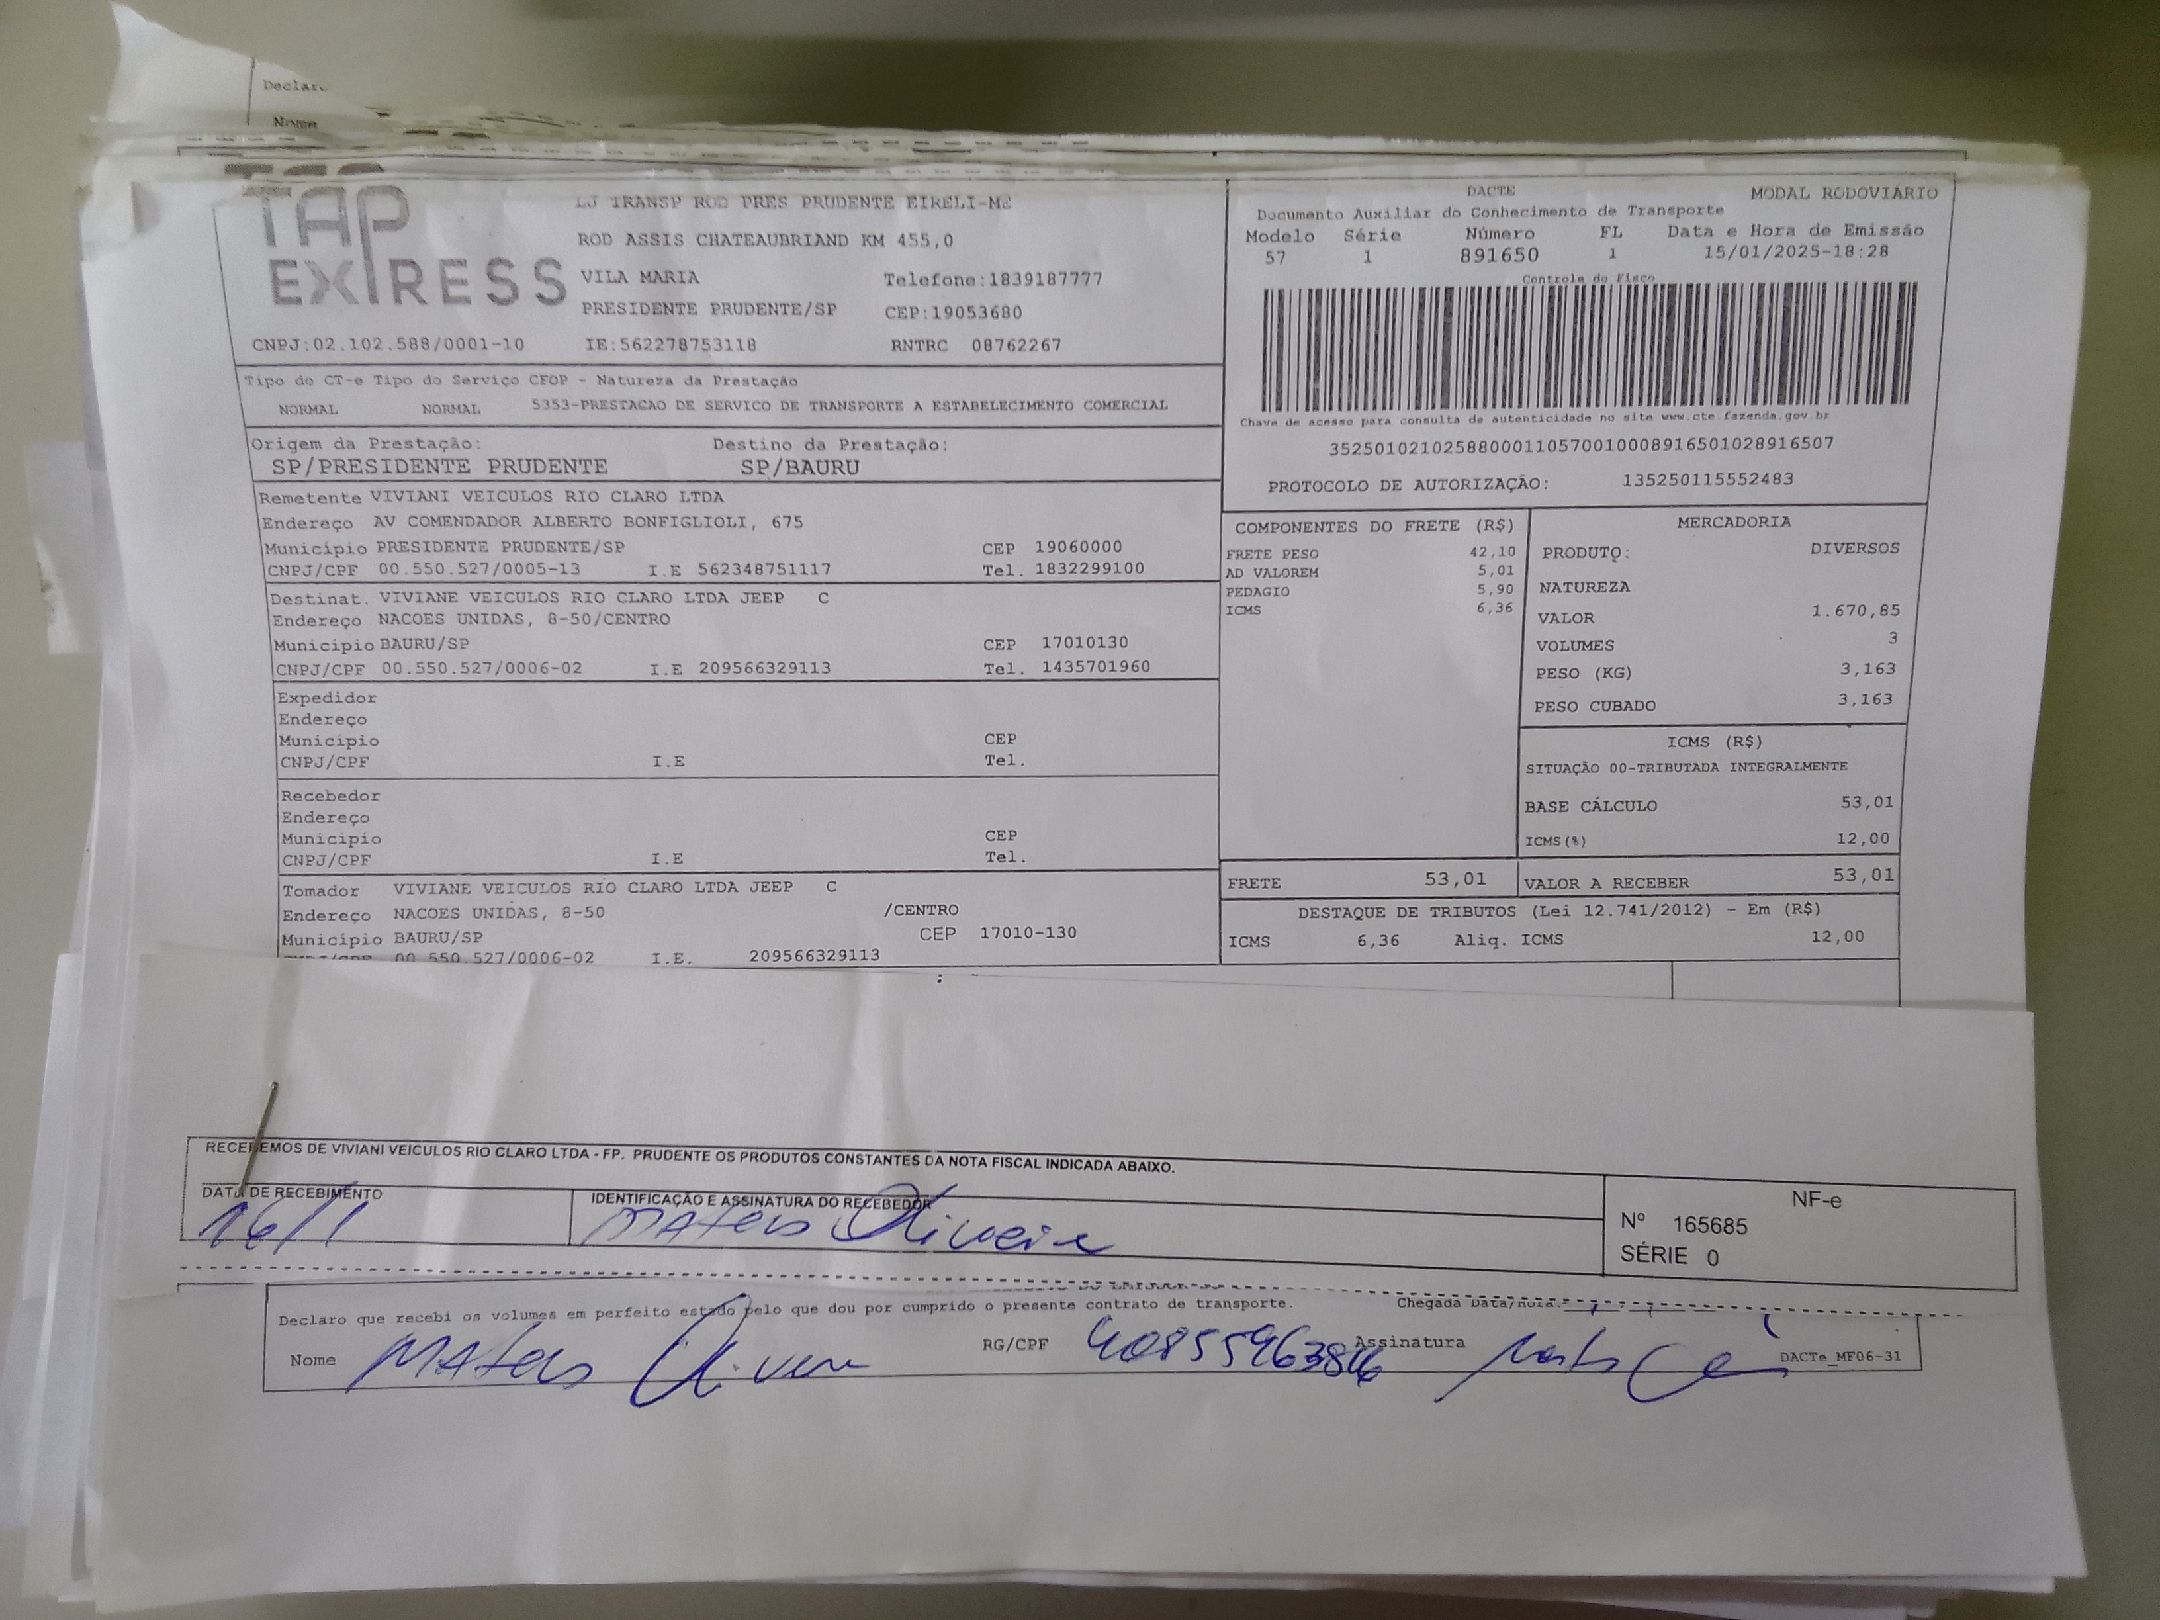 Declar
Nome
TAP
EXPRESS
LJ TRANSP ROD PRES PRUDENTE EIRELI-ME
ROD ASSIS CHATEAUBRIAND KM 455,0
VILA MARIA Telefone:1839187777
PRESIDENTE PRUDENTE/SP CEP:19053680
CNPJ:02.102.588/0001-10 IE:562278753118 RNTRC 08762267
DACTE MODAL RODOVIÁRIO
Documento Auxiliar do Conhecimento de Transporte
Modelo Série Número FL Data e Hora de Emissão
57 1 891650 1 15/01/2025-18:28
Controle do Fisco
Chave de acesso para consulta de autenticidade no site www.cte.fazenda.gov.br
35250102102588000110570010008916501028916507
PROTOCOLO DE AUTORIZAÇÃO: 135250115552483
Tipo do CT-e Tipo do Serviço CFOP - Natureza da Prestação
NORMAL NORMAL 5353-PRESTACAO DE SERVICO DE TRANSPORTE A ESTABELECIMENTO COMERCIAL
Origem da Prestação: Destino da Prestação:
SP/PRESIDENTE PRUDENTE SP/BAURU
Remetente VIVIANI VEICULOS RIO CLARO LTDA
Endereço AV COMENDADOR ALBERTO BONFIGLIOLI, 675
Município PRESIDENTE PRUDENTE/SP CEP 19060000
CNPJ/CPF 00.550.527/0005-13 I.E 562348751117 Tel. 1832299100
Destinat. VIVIANE VEICULOS RIO CLARO LTDA JEEP C
Endereço NACOES UNIDAS, 8-50/CENTRO
Município BAURU/SP CEP 17010130
CNPJ/CPF 00.550.527/0006-02 I.E 209566329113 Tel. 1435701960
Expedidor
Endereço
Município CEP
CNPJ/CPF I.E Tel.
Recebedor
Endereço
Município CEP
CNPJ/CPF I.E Tel.
Tomador VIVIANE VEICULOS RIO CLARO LTDA JEEP C
Endereço NACOES UNIDAS, 8-50 /CENTRO
Município BAURU/SP CEP 17010-130
CNPJ/CPF 00.550.527/0006-02 I.E. 209566329113
COMPONENTES DO FRETE (R$)
FRETE PESO 42,10
AD VALOREM 5,01
PEDAGIO 5,90
ICMS 6,36
MERCADORIA
PRODUTO: DIVERSOS
NATUREZA
VALOR 1.670,85
VOLUMES 3
PESO (KG) 3,163
PESO CUBADO 3,163
ICMS (R$)
SITUAÇÃO 00-TRIBUTADA INTEGRALMENTE
BASE CÁLCULO 53,01
ICMS(%) 12,00
FRETE 53,01 VALOR A RECEBER 53,01
DESTAQUE DE TRIBUTOS (Lei 12.741/2012) - Em (R$)
ICMS 6,36 Aliq. ICMS 12,00
:
RECEBEMOS DE VIVIANI VEICULOS RIO CLARO LTDA - FP. PRUDENTE OS PRODUTOS CONSTANTES DA NOTA FISCAL INDICADA ABAIXO.
DATA DE RECEBIMENTO IDENTIFICAÇÃO E ASSINATURA DO RECEBEDOR
16/1 Mateus Oliveira
NF-e
Nº 165685
SÉRIE 0
Declaro que recebi os volumes em perfeito estado pelo que dou por cumprido o presente contrato de transporte. Chegada Data/hora:
Nome Mateus Oliveira RG/CPF Assinatura DACTe_MF06-31